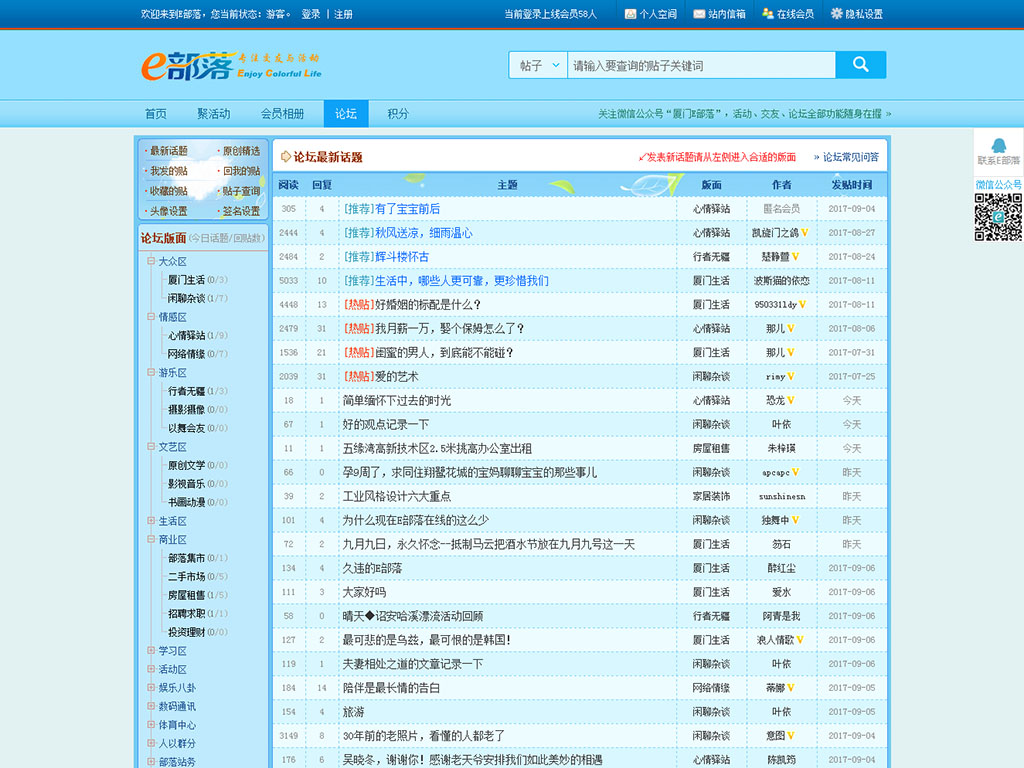 欢迎来到E部落，您当前状态：游客。 登录 | 注册 当前登录上线会员58人 个人空间 站内信箱 在线会员 隐私设置
e部落 专注交友与活动
Enjoy Colorful Life
帖子 请输入要查询的贴子关键词
首页 聚活动 会员相册 论坛 积分 关注微信公众号“厦门E部落”，活动、交友、论坛全部功能随身在握 »
·最新话题 ·原创精选
·我发的贴 ·回我的贴
·收藏的贴 ·贴子查询
·头像设置 ·签名设置
论坛版面(今日话题/回贴数)
大众区
厦门生活(0/3)
闲聊杂谈(1/7)
情感区
心情驿站(1/9)
网络情缘(0/7)
游乐区
行者无疆(1/3)
摄影摄像(0/0)
以舞会友(0/0)
文艺区
原创文学(0/0)
影视音乐(0/0)
书画动漫(0/0)
生活区
商业区
部落集市(0/1)
二手市场(0/5)
房屋租售(1/5)
招聘求职(1/1)
投资理财(0/0)
学习区
活动区
娱乐八卦
数码通讯
体育中心
人以群分
部落站务
论坛最新话题 发表新话题请从左侧进入合适的版面 » 论坛常见问答
阅读 回复 主题 版面 作者 发贴时间
305 4 [推荐]有了宝宝前后 心情驿站 匿名会员 2017-09-04
2444 4 [推荐]秋风送凉，细雨温心 心情驿站 凯旋门之鸽V 2017-08-27
2484 2 [推荐]辉斗楼怀古 行者无疆 楚静萱V 2017-08-24
5033 10 [推荐]生活中，哪些人更可靠，更珍惜我们 厦门生活 波斯猫的依恋 2017-08-11
4448 13 [热贴]好婚姻的标配是什么？ 厦门生活 9503311dyV 2017-08-11
2479 31 [热贴]我月薪一万，娶个保姆怎么了？ 心情驿站 那儿V 2017-08-06
1536 21 [热贴]闺蜜的男人，到底能不能碰？ 厦门生活 那儿V 2017-07-31
2039 31 [热贴]爱的艺术 闲聊杂谈 rimyV 2017-07-25
18 1 简单缅怀下过去的时光 心情驿站 恐龙V 今天
67 1 好的观点记录一下 闲聊杂谈 叶依 今天
11 1 五缘湾高新技术区2.5米挑高办公室出租 房屋租售 朱梓瑛 今天
66 0 孕9周了，求同住翔鹭花城的宝妈聊聊宝宝的那些事儿 闲聊杂谈 apcapcV 昨天
39 2 工业风格设计六大重点 家居装饰 sunshinesn 昨天
101 4 为什么现在E部落在线的这么少 闲聊杂谈 独舞中V 昨天
72 2 九月九日，永久怀念--抵制马云把酒水节放在九月九号这一天 厦门生活 笏石 昨天
134 4 久违的E部落 厦门生活 醉红尘 2017-09-06
111 3 大家好吗 厦门生活 爱水 2017-09-06
58 0 晴天◆诏安哈溪漂流活动回顾 行者无疆 阿青是我 2017-09-06
127 2 最可悲的是乌兹，最可恨的是韩国！ 厦门生活 浪人情歌V 2017-09-06
119 1 夫妻相处之道的文章记录一下 闲聊杂谈 叶依 2017-09-06
184 14 陪伴是最长情的告白 网络情缘 蒂娜V 2017-09-05
154 4 旅游 闲聊杂谈 叶依 2017-09-05
3149 8 30年前的老照片，看懂的人都老了 闲聊杂谈 意图V 2017-09-04
176 6 吴晓冬，谢谢你！感谢老天爷安排我们如此美妙的相遇 心情驿站 陈凯筠 2017-09-04
联系E部落
微信公众号